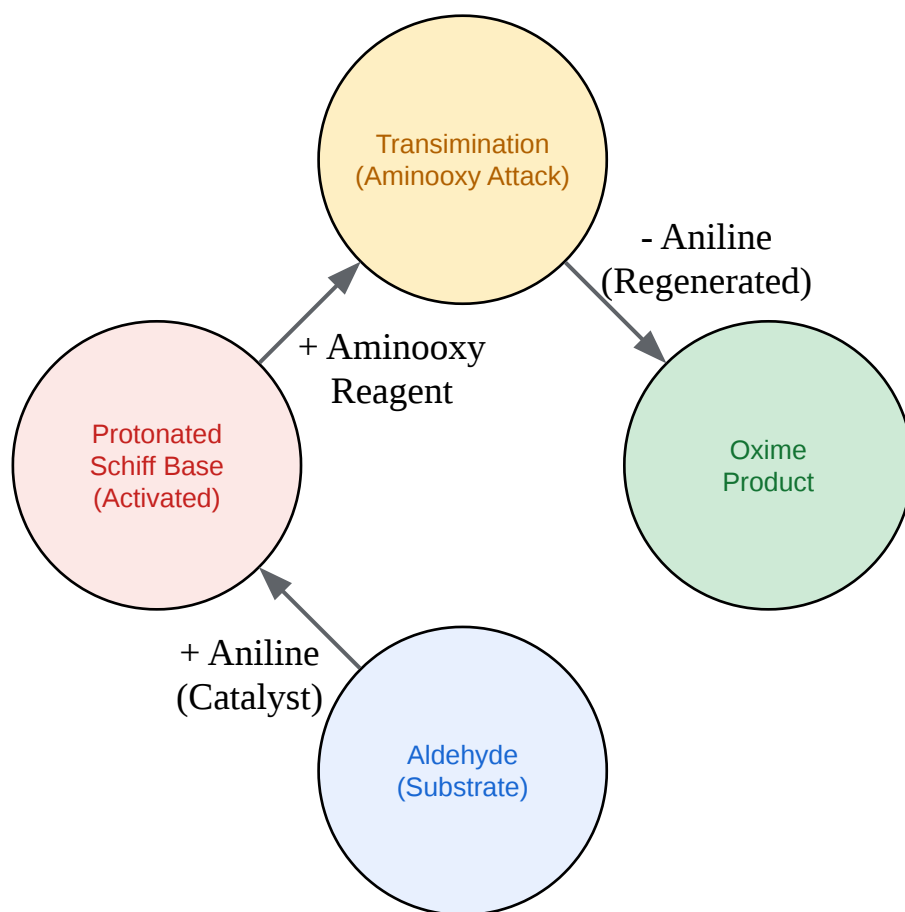 Transimination
(Aminooxy Attack)
- Aniline
(Regenerated)
+ Aminooxy
Reagent
Protonated
Schiff Base
(Activated)
Oxime
Product
+ Aniline
(Catalyst)
Aldehyde
(Substrate)